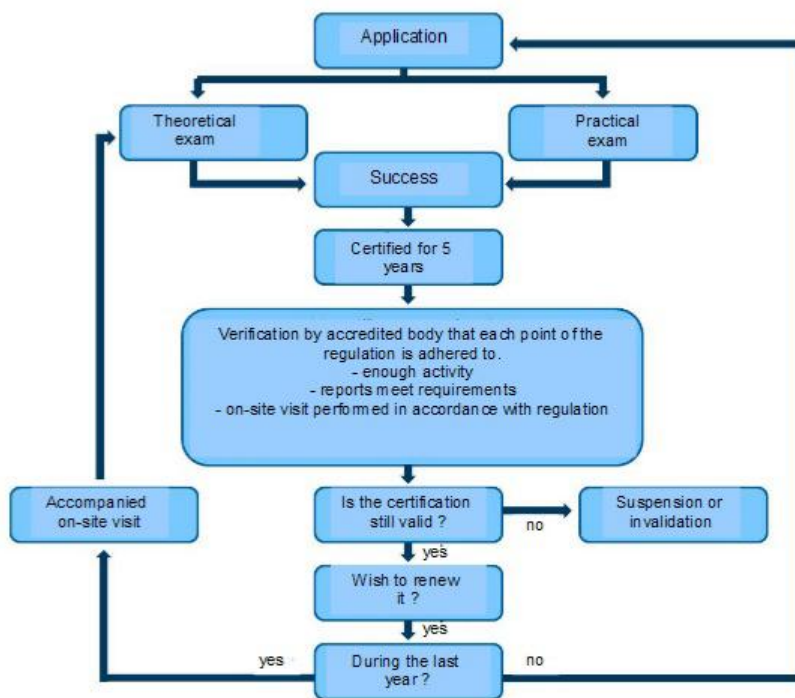 Application
Theoretical
exam
Practical
exam
Success
Certified for 5
years
Verification by accredited body that each point of the
regulation is adhered to.
- enough activity
- reports meet requirements
- on-site visit performed in accordance with regulation
Accompanied
on-site visit
Is the certification
still valid ?
no
Suspension or
invalidation
yes
Wish to renew
it ?
yes
yes
During the last
year ?
no